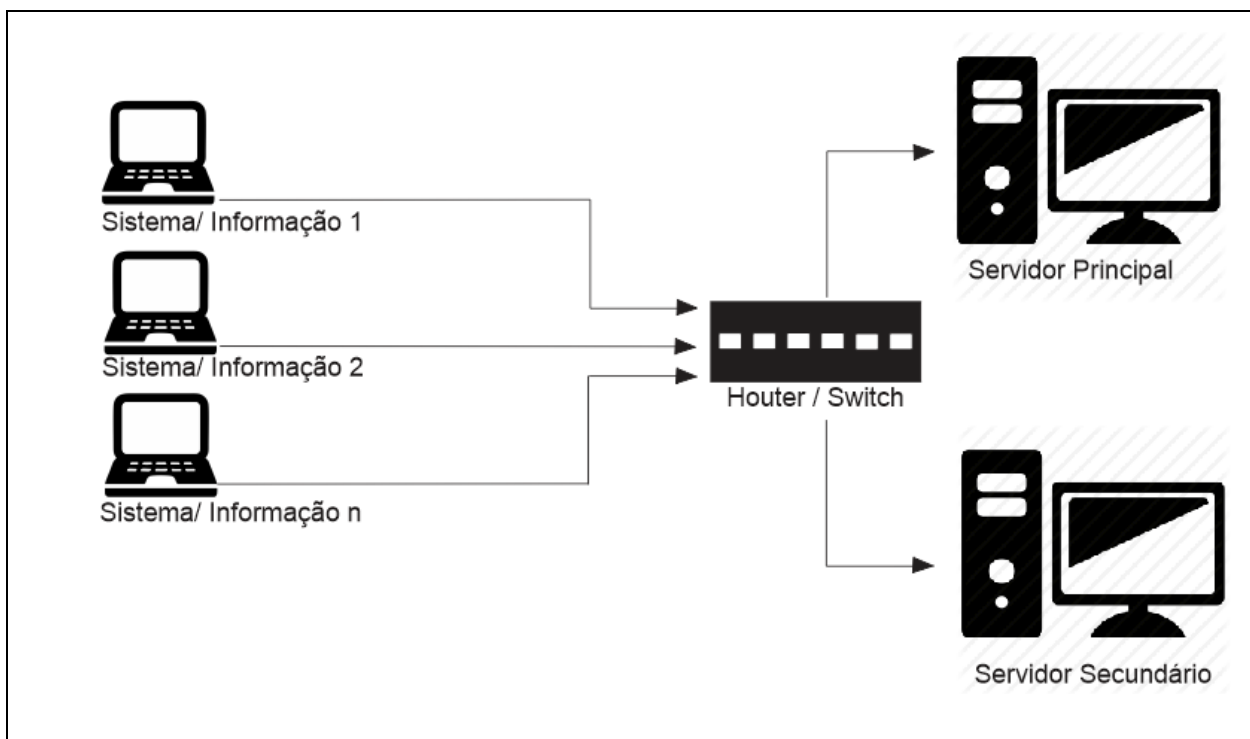 Sistema/ Informação 1
Sistema/ Informação 2
Sistema/ Informação n
Houter / Switch
Servidor Principal
Servidor Secundário